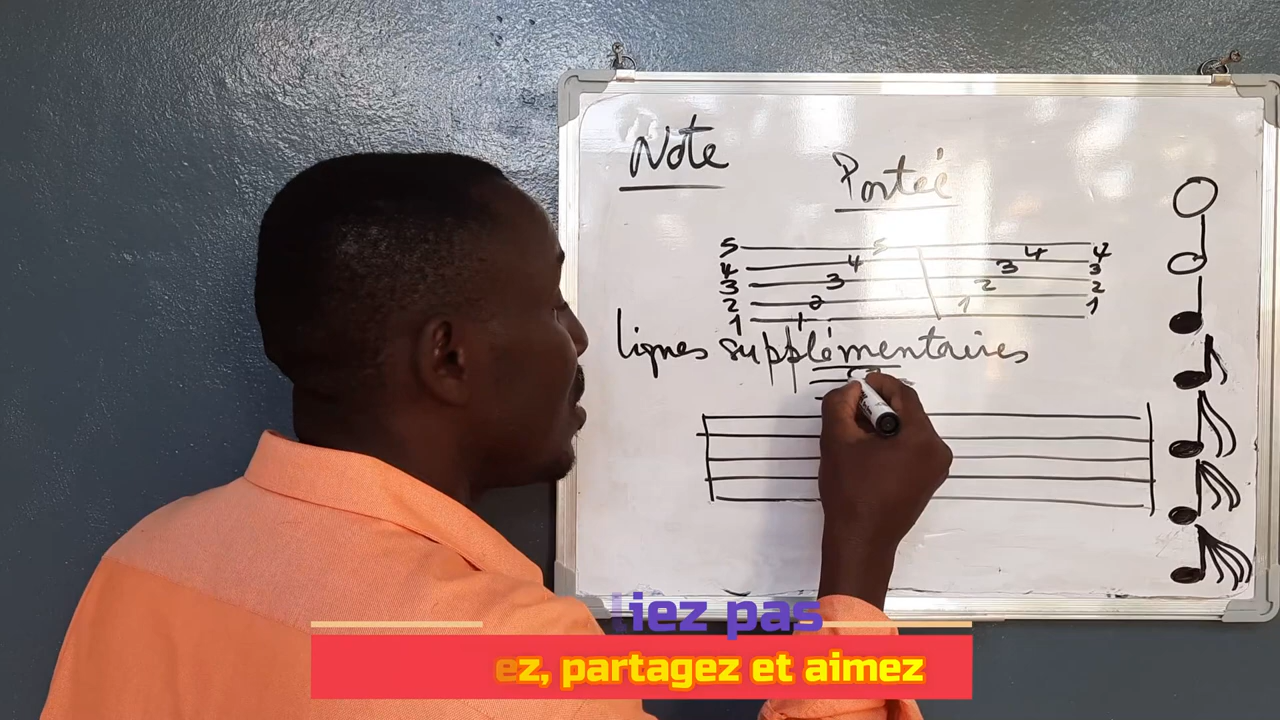 Note
Portée
5 5
4 4 4 4
3 3 3 3
2 2 2 2
1 1 1 1
lignes supplémentaires
iez pas
ez, partagez et aimez